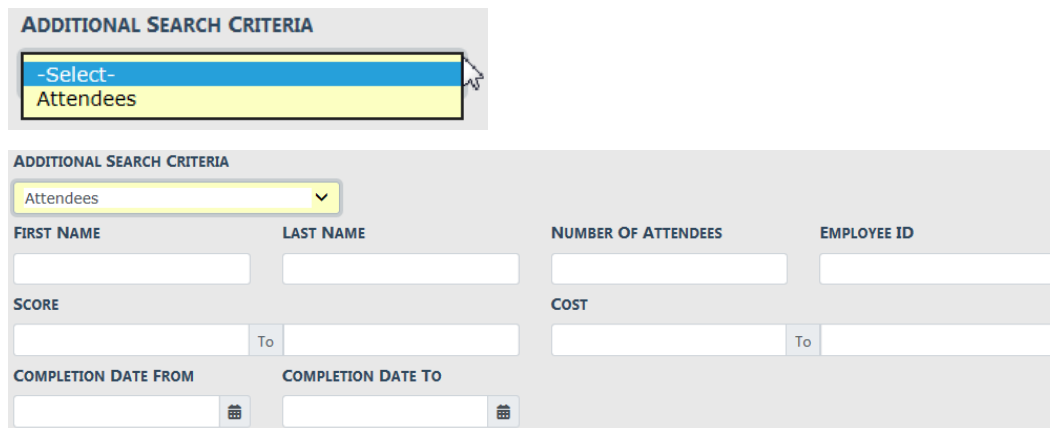 ADDITIONAL SEARCH CRITERIA
-Select-
Attendees
ADDITIONAL SEARCH CRITERIA
Attendees
FIRST NAME LAST NAME NUMBER OF ATTENDEES EMPLOYEE ID
SCORE COST
To To
COMPLETION DATE FROM COMPLETION DATE TO